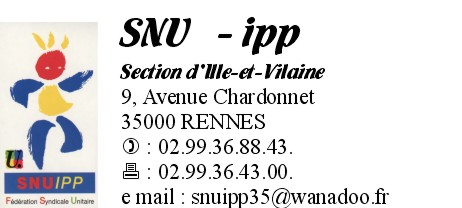 SNU - ipp
Section d'Ille-et-Vilaine
9, Avenue Chardonnet
35000 RENNES
✆ : 02.99.36.88.43.
🖷 : 02.99.36.43.00.
e mail : snuipp35@wanadoo.fr
U.
SNUIPP
Fédération Syndicale Unitaire